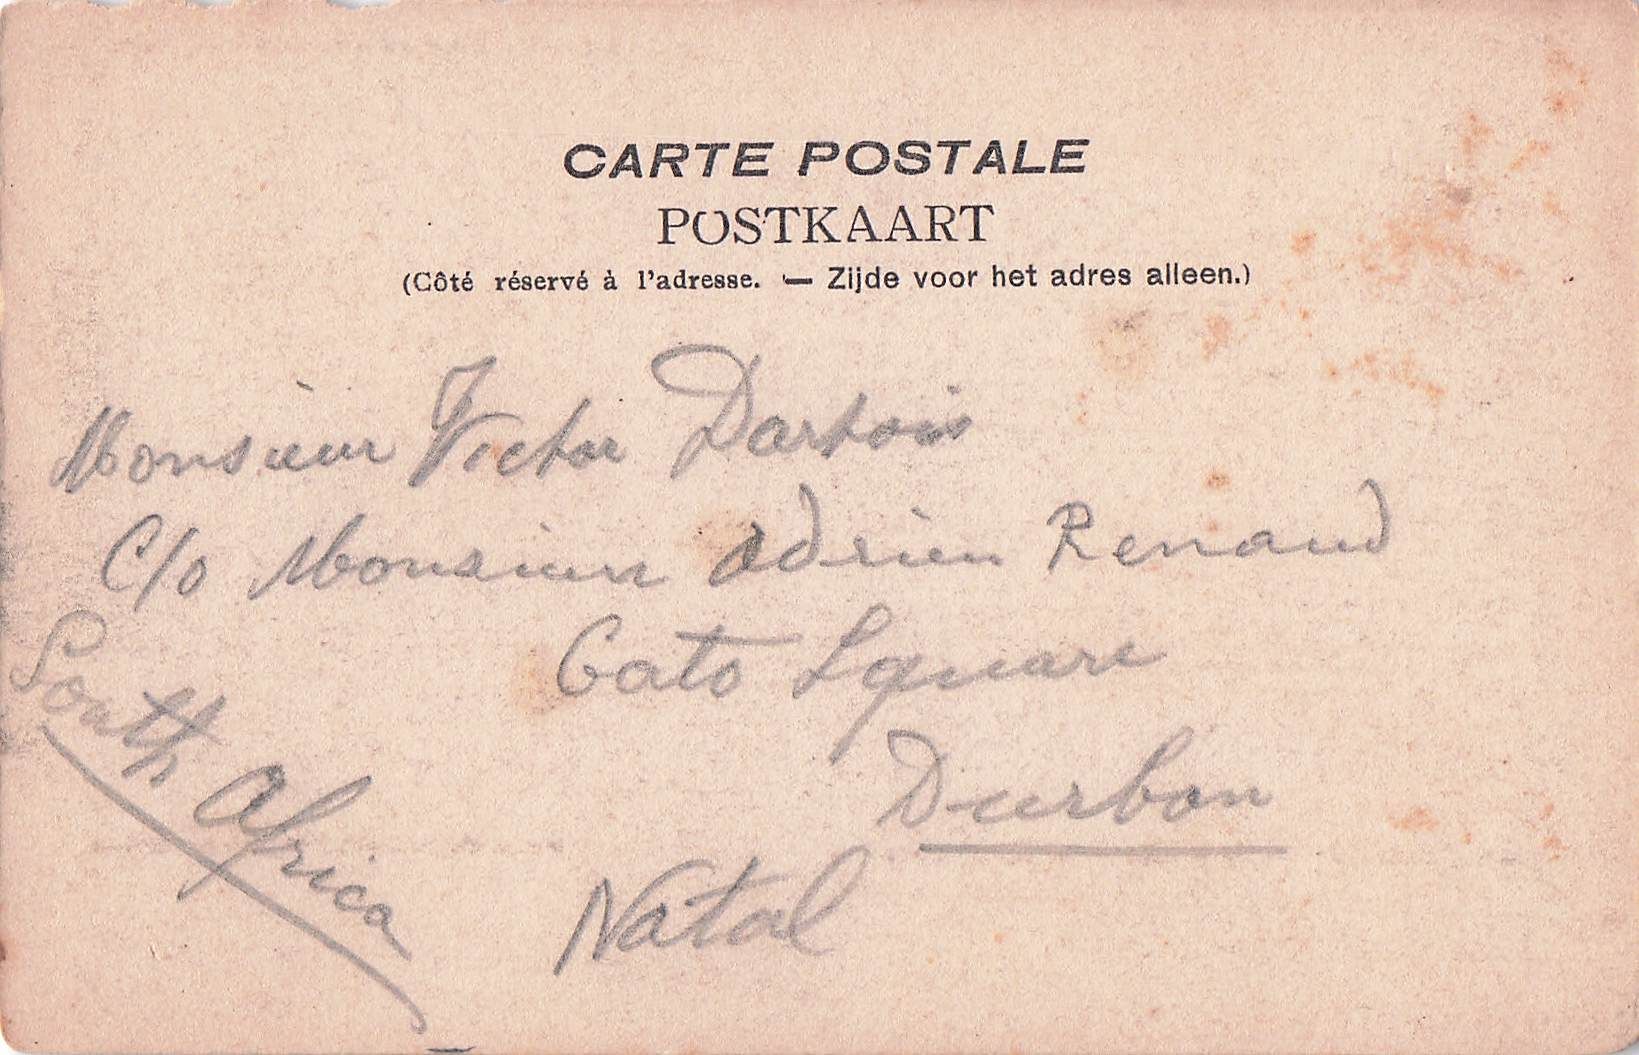 CARTE POSTALE
POSTKAART
(Côté réservé à l'adresse. — Zijde voor het adres alleen.)
Monsieur Victor Dartois
C/o Monsieur Adrien Renaud
Cato Square
Durban
Natal
South Africa